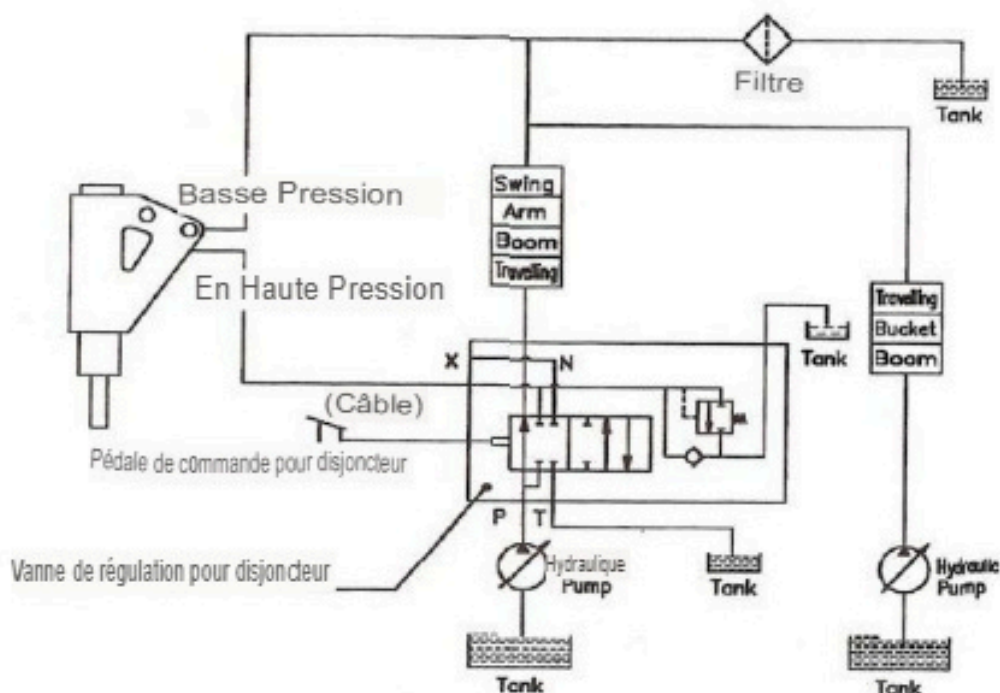 Filtre
Tank
Basse Pression
Swing
Arm
Boom
Travelling
En Haute Pression
Travelling
Bucket
Boom
Tank
X
N
(Câble)
Pédale de commande pour disjoncteur
P
T
Vanne de régulation pour disjoncteur
Hydraulique
Pump
Tank
Hydraulic
Pump
Tank
Tank